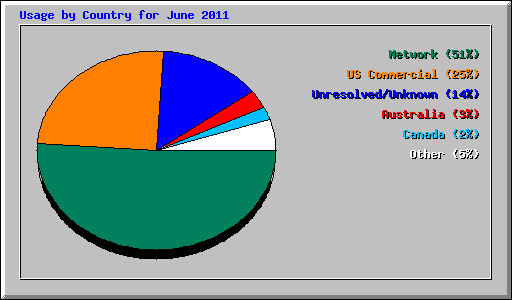 Usage by Country for June 2011
Network (51%)
US Commercial (25%)
Unresolved/Unknown (14%)
Australia (3%)
Canada (2%)
Other (5%)